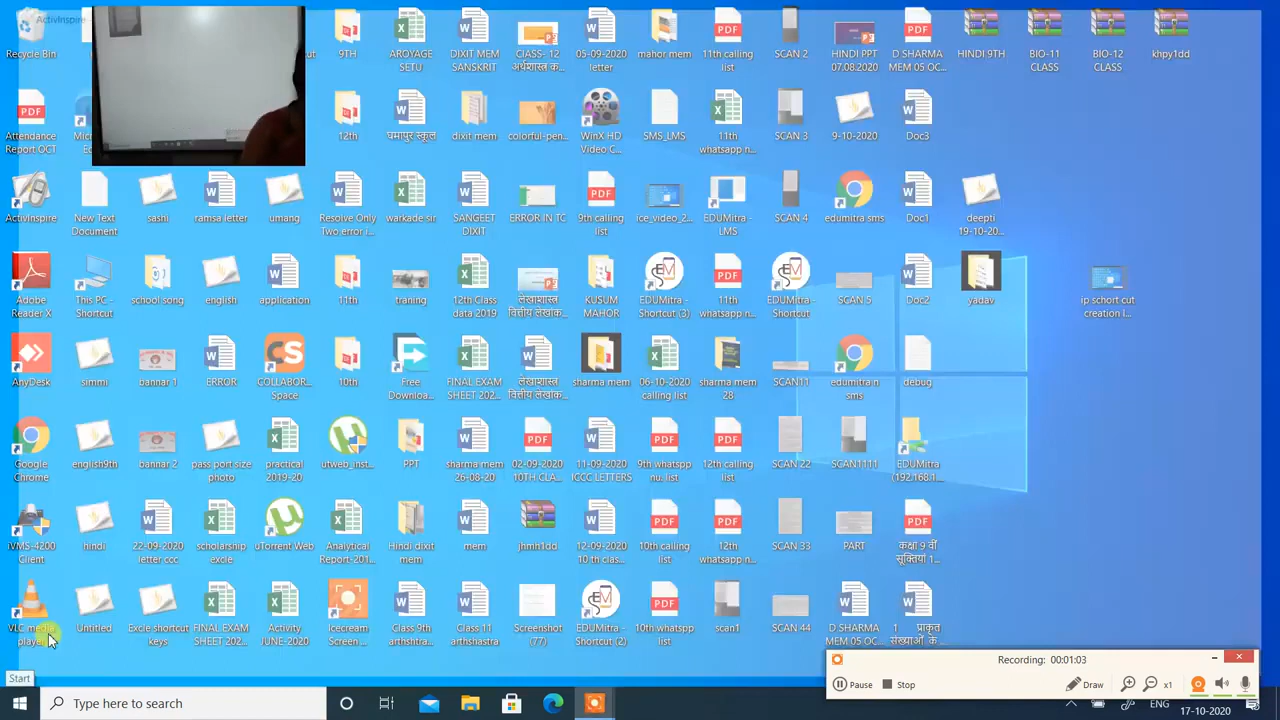 ActivInspire
Recycle Bin
9TH
AROYAGE
SETU
DIXIT MEM
SANSKRIT
ClASS- 12
अर्थशास्त्र क...
05-09-2020
letter
mahor mem
11th calling
list
SCAN 2
HINDI PPT
07.08.2020
D SHARMA
MEM 05 OC...
HINDI 9TH
BIO-11
CLASS
BIO-12
CLASS
khpy1dd
Attendance
Report OCT
12th
घमापुर स्कूल
dixit mem
colorful-pen...
WinX HD
Video C...
SMS_LMS
11th
whatsapp n...
SCAN 3
9-10-2020
Doc3
ActivInspire
New Text
Document
sashi
ramsa letter
umang
Resolve Only
Two error i...
warkade sir
SANGEET
DIXIT
ERROR IN TC
9th calling
list
ice_video_2...
EDUMitra -
LMS
SCAN 4
edumitra sms
Doc1
deepti
19-10-20...
Adobe
Reader X
This PC -
Shortcut
school song
english
application
11th
traning
12th Class
data 2019
लेखाशास्त्र
वित्तीय लेखांक...
KUSUM
MAHOR
EDUMitra -
Shortcut (3)
11th
whatsapp n...
EDUMitra -
Shortcut
SCAN 5
Doc2
yadav
ip schort cut
creation l...
AnyDesk
simmi
bannar 1
ERROR
COLLABOR...
Space
10th
Free
Downloa...
FINAL EXAM
SHEET 202...
लेखाशास्त्र
वित्तीय लेखांक...
sharma mem
06-10-2020
calling list
sharma mem
28
SCAN11
edumitra n
sms
debug
Google
Chrome
english9th
bannar 2
pass port size
photo
practical
2019-20
utweb_inst...
PPT
sharma mem
26-08-20
02-09-2020
10TH CLA...
11-09-2020
ICCC LETTERS
9th whatspp
nu. list
12th calling
list
SCAN 22
SCAN1111
EDUMitra
(192.168.1...
iVMS-4200
Client
hindi
22-09-2020
letter.ccc
scholarship
excle
uTorrent Web
Analytical
Report-201...
Hindi dixit
mem
mem
jhmh1dd
12-09-2020
10 th clas...
10th calling
list
12th
whatsapp n...
SCAN 33
PART
कक्षा 9 वीं
सूक्तियां 1...
VLC media
player
Untitled
Excle shortcut
keys
FINAL EXAM
SHEET 202...
Activity
JUNE-2020
Icecream
Screen ...
Class 9th
arthshtra...
Class 11
arthshastra
Screenshot
(77)
EDUMitra -
Shortcut (2)
10th whatspp
list
scan1
SCAN 44
D SHARMA
MEM 05 OC...
1 प्राकृत
संख्याओं के ...
Recording: 00:01:03
Pause
Stop
Draw
x1
Start
Type here to search
ENG
17-10-2020